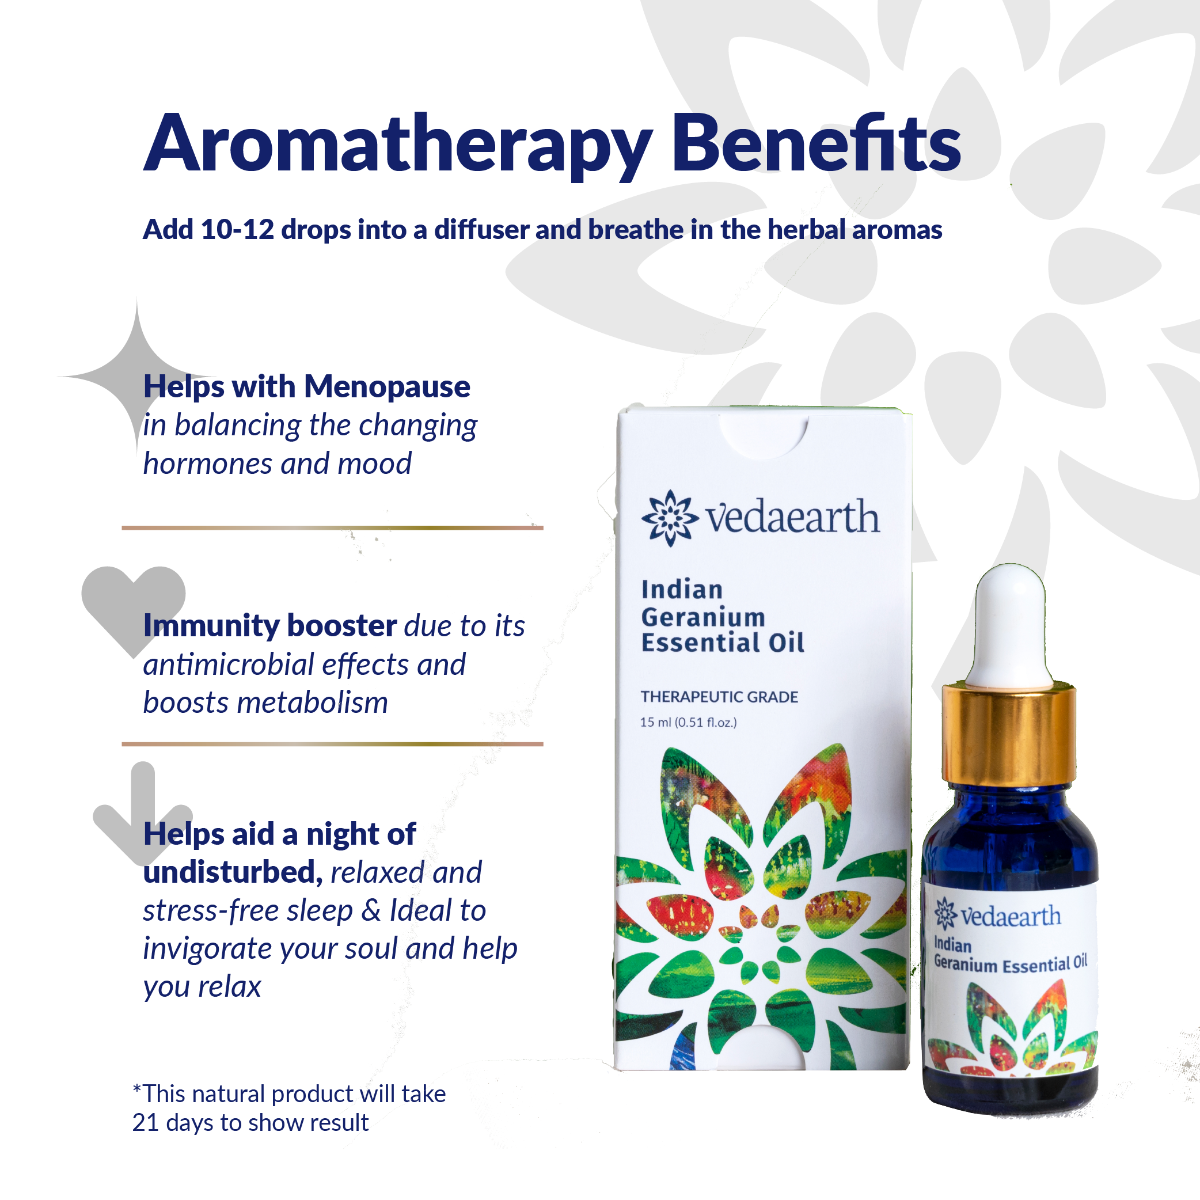 Aromatherapy Benefits
Add 10-12 drops into a diffuser and breathe in the herbal aromas
Helps with Menopause
in balancing the changing
hormones and mood
Immunity booster due to its
antimicrobial effects and
boosts metabolism
Helps aid a night of
undisturbed, relaxed and
stress-free sleep & Ideal to
invigorate your soul and help
you relax
*This natural product will take
21 days to show result
vedaearth
Indian
Geranium
Essential Oil
THERAPEUTIC GRADE
15 ml (0.51 fl.oz.)
vedaearth
Indian
Geranium Essential Oil